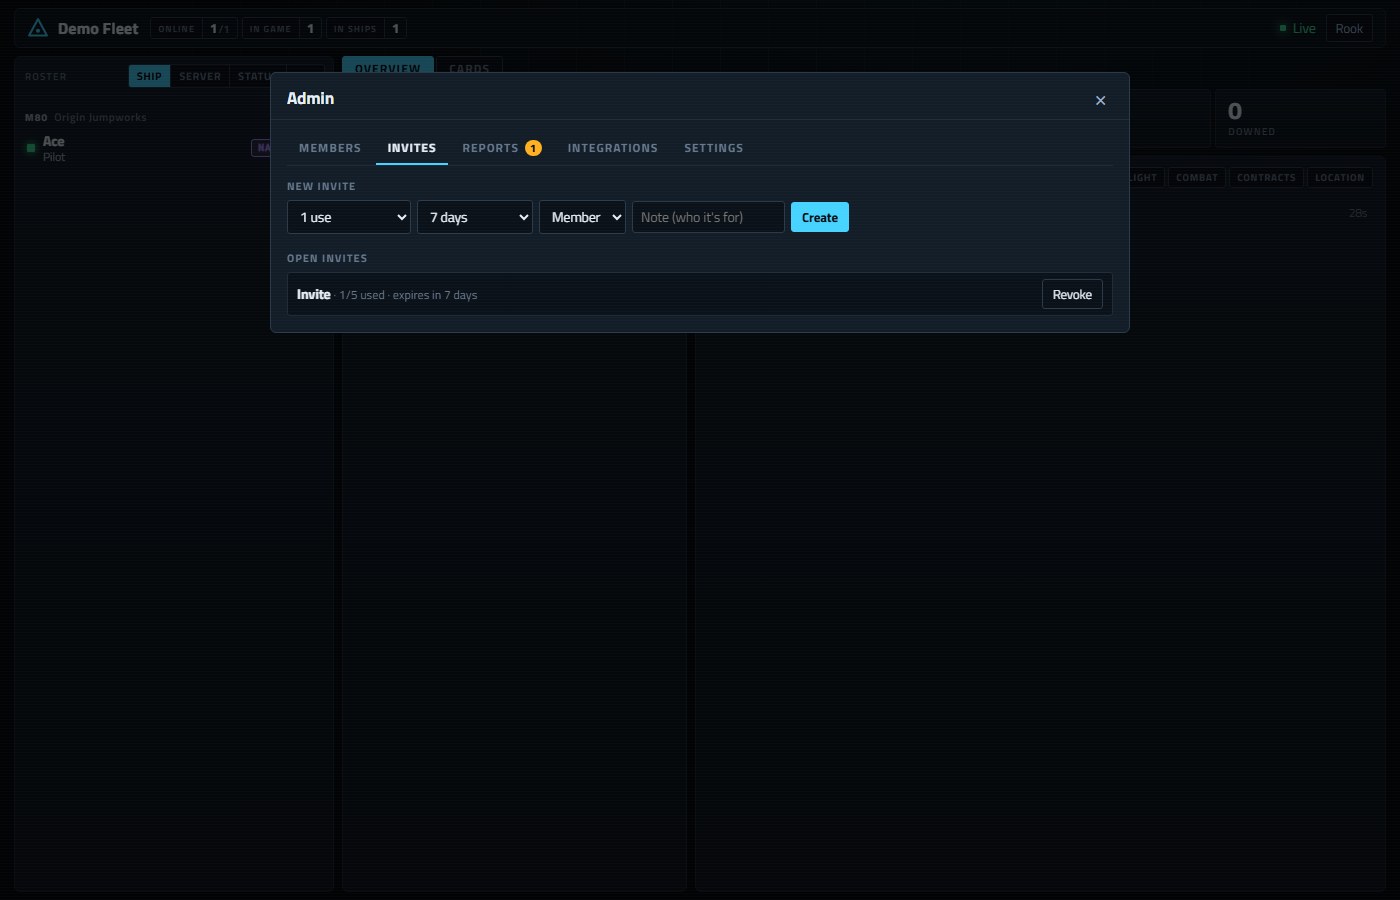 Demo Fleet ONLINE 1/1 IN GAME 1 IN SHIPS 1 Live Rook
ROSTER SHIP SERVER
OVERVIEW CARDS
M80 Origin Jumpworks
Ace
Pilot
0
DOWNED
COMBAT CONTRACTS LOCATION
28s
Admin ×
MEMBERS INVITES REPORTS 1 INTEGRATIONS SETTINGS
NEW INVITE
1 use 7 days Member Note (who it's for) Create
OPEN INVITES
Invite · 1/5 used · expires in 7 days Revoke